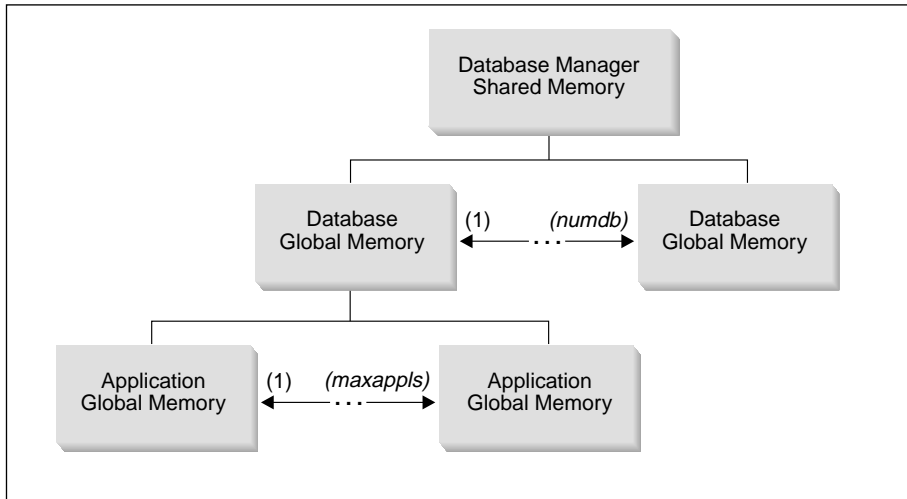 Database Manager
Shared Memory
Database
Global Memory
(1)
(numdb)
...
Database
Global Memory
Application
Global Memory
(1)
(maxappls)
...
Application
Global Memory